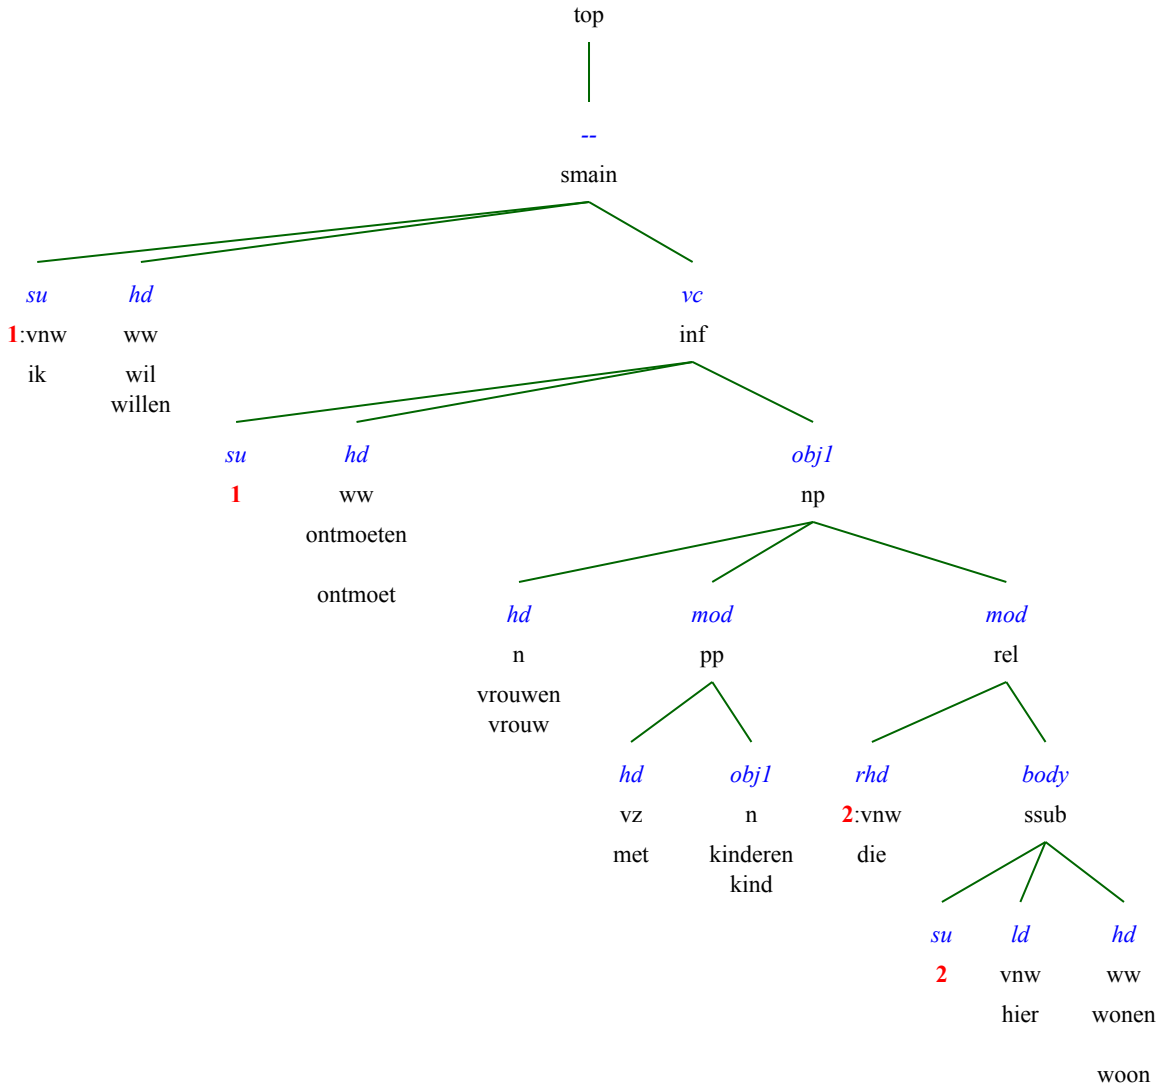 top
--
smain
su hd vc
1:vnw ww inf
ik wil
willen
su hd obj1
1 ww np
ontmoeten
ontmoet
hd mod mod
n pp rel
vrouwen
vrouw
hd obj1 rhd body
vz n 2:vnw ssub
met kinderen die
kind
su ld hd
2 vnw ww
hier wonen
woon